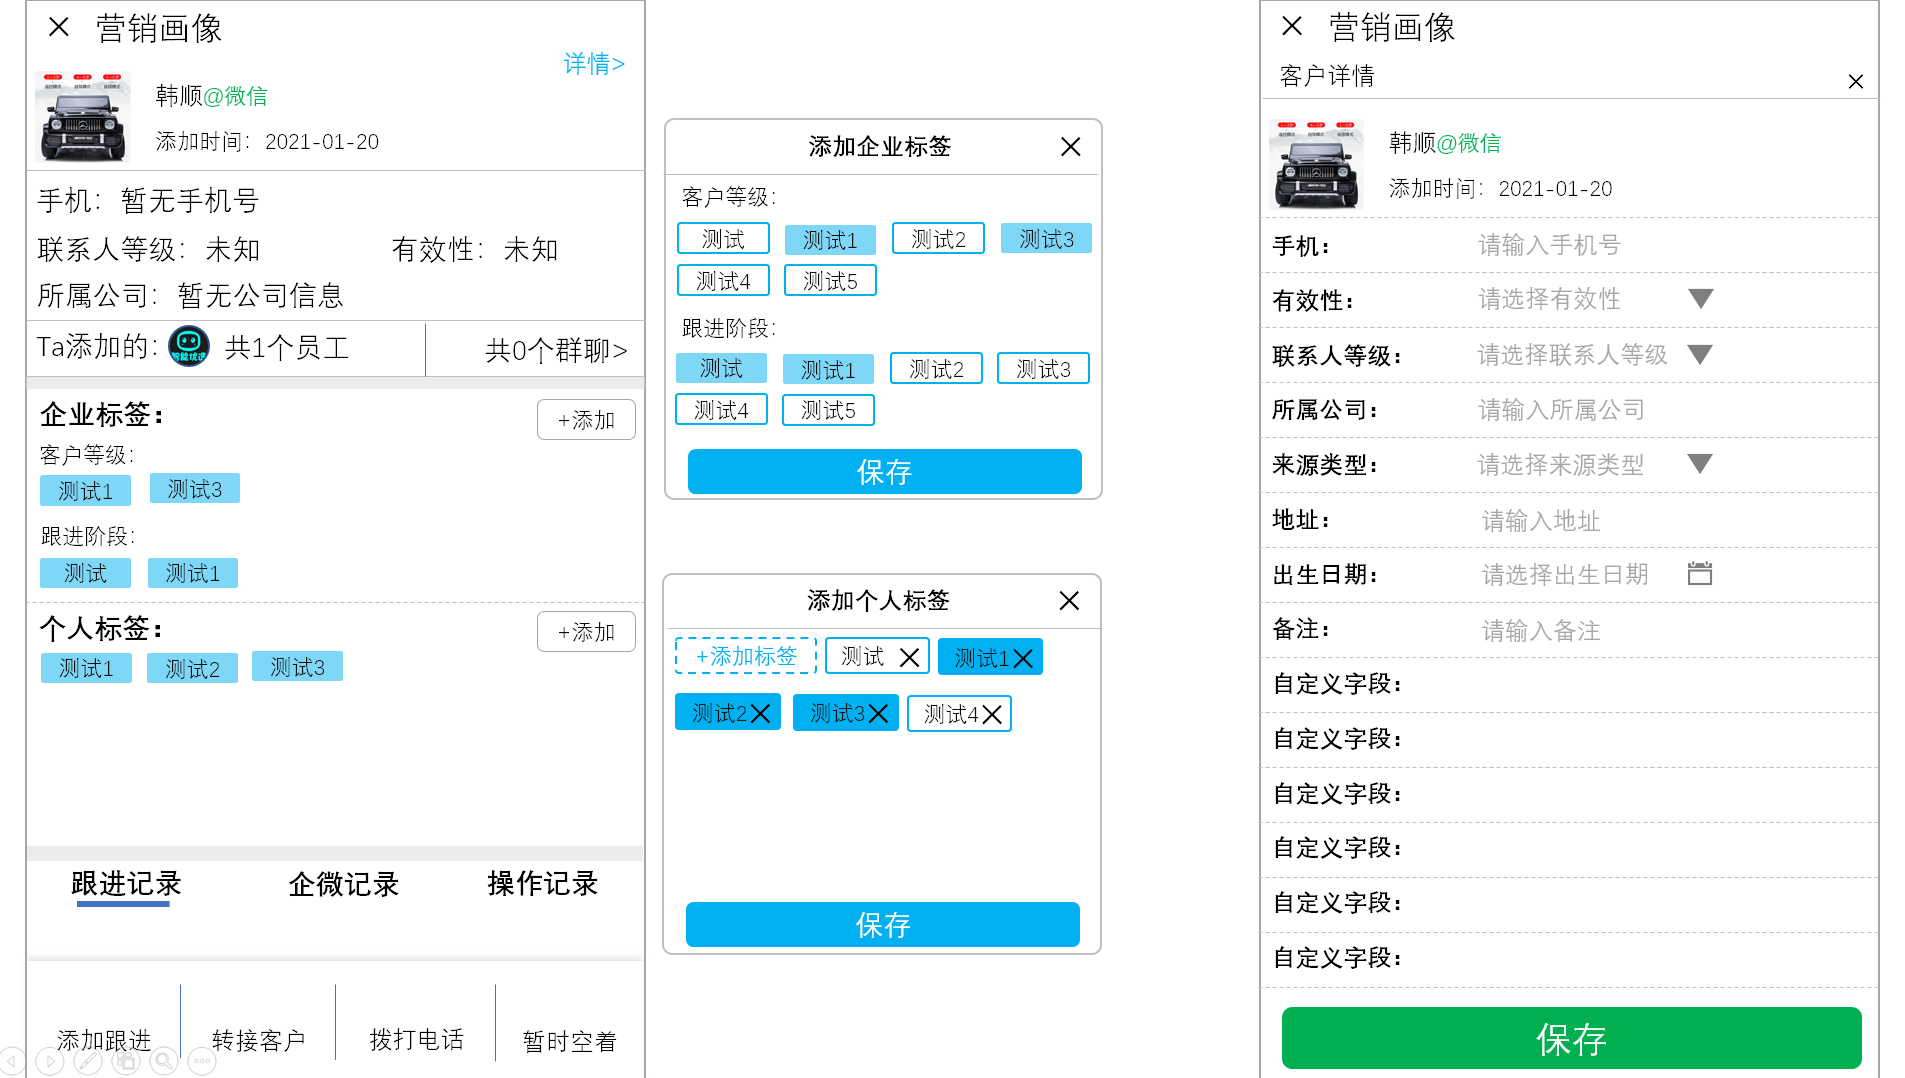 营销画像
详情>
韩顺@微信
添加时间：2021-01-20
手机：暂无手机号
联系人等级：未知
有效性：未知
所属公司：暂无公司信息
Ta添加的：
智能优选
共1个员工
共0个群聊>
企业标签：
+添加
客户等级：
测试1
测试3
跟进阶段：
测试
测试1
个人标签：
+添加
测试1
测试2
测试3
跟进记录
企微记录
操作记录
添加跟进
转接客户
拨打电话
暂时空着
添加企业标签
客户等级：
测试
测试1
测试2
测试3
测试4
测试5
跟进阶段：
测试
测试1
测试2
测试3
测试4
测试5
保存
添加个人标签
+添加标签
测试
测试1
测试2
测试3
测试4
保存
营销画像
客户详情
韩顺@微信
添加时间：2021-01-20
手机：
请输入手机号
有效性：
请选择有效性
联系人等级：
请选择联系人等级
所属公司：
请输入所属公司
来源类型：
请选择来源类型
地址：
请输入地址
出生日期：
请选择出生日期
备注：
请输入备注
自定义字段：
自定义字段：
自定义字段：
自定义字段：
自定义字段：
自定义字段：
保存